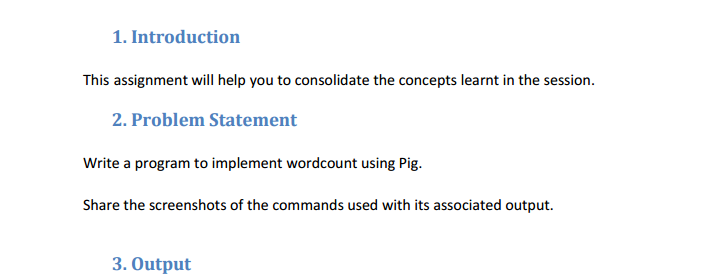 1. Introduction
This assignment will help you to consolidate the concepts learnt in the session.
2. Problem Statement
Write a program to implement wordcount using Pig.
Share the screenshots of the commands used with its associated output.
3. Output